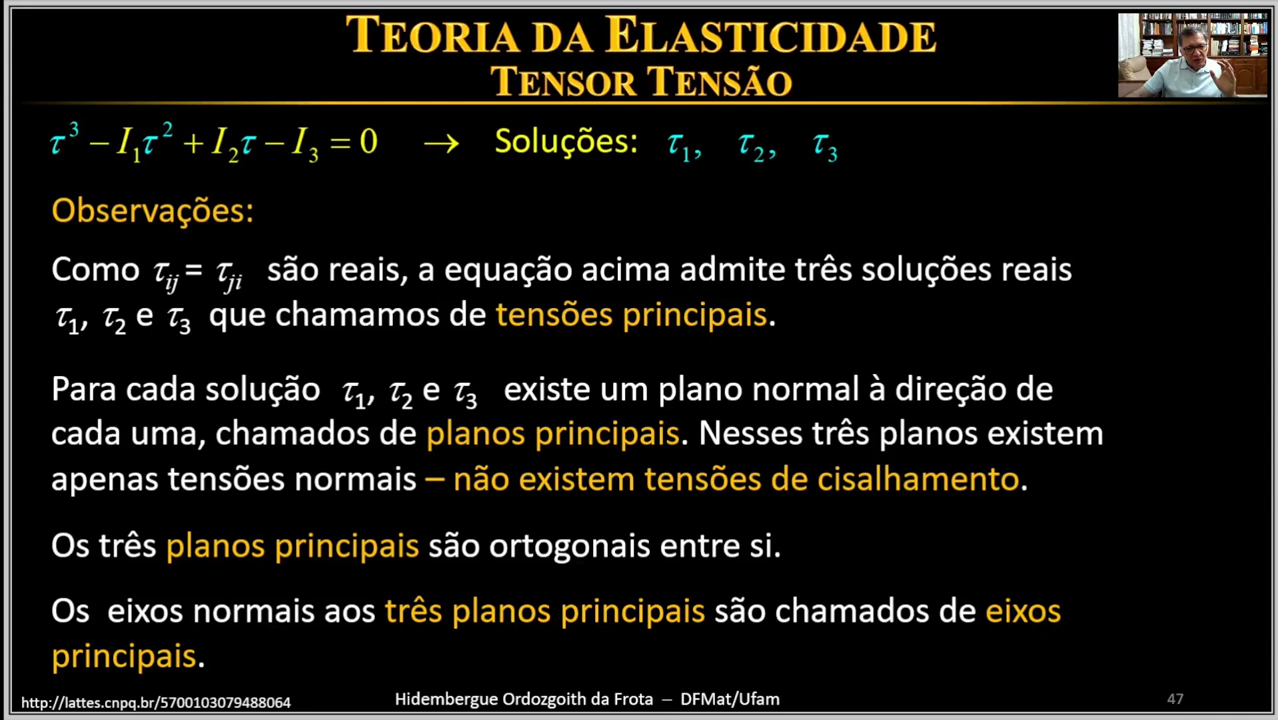 TEORIA DA ELASTICIDADE
TENSOR TENSÃO
τ³ − I₁τ² + I₂τ − I₃ = 0 → Soluções: τ₁, τ₂, τ₃
Observações:
Como τij = τji são reais, a equação acima admite três soluções reais
τ₁, τ₂ e τ₃ que chamamos de tensões principais.
Para cada solução τ₁, τ₂ e τ₃ existe um plano normal à direção de
cada uma, chamados de planos principais. Nesses três planos existem
apenas tensões normais – não existem tensões de cisalhamento.
Os três planos principais são ortogonais entre si.
Os eixos normais aos três planos principais são chamados de eixos
principais.
http://lattes.cnpq.br/5700103079488064 Hidembergue Ordozgoith da Frota – DFMat/Ufam 47